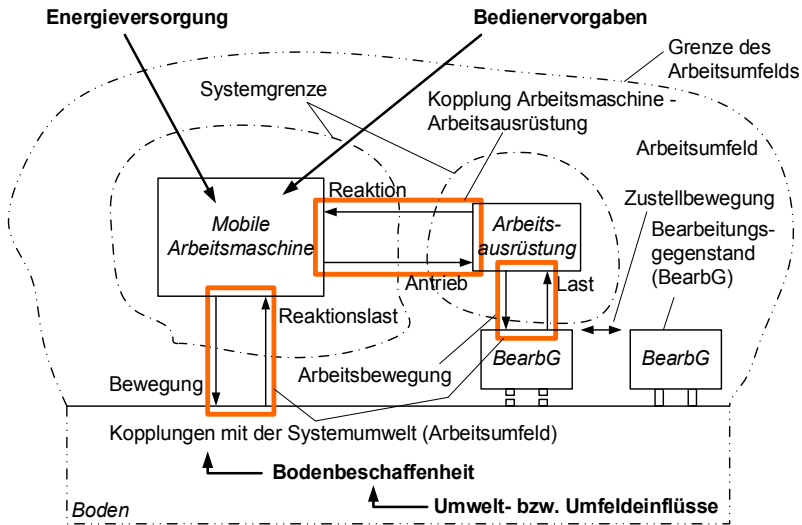 Energieversorgung
Bedienervorgaben
Grenze des
Arbeitsumfelds
Systemgrenze
Kopplung Arbeitsmaschine -
Arbeitsausrüstung
Arbeitsumfeld
Reaktion
Zustellbewegung
Mobile
Arbeitsmaschine
Arbeits-
ausrüstung
Bearbeitungs-
gegenstand
(BearbG)
Antrieb
Last
Reaktionslast
BearbG
BearbG
Bewegung
Arbeitsbewegung
Kopplungen mit der Systemumwelt (Arbeitsumfeld)
Bodenbeschaffenheit
Boden
Umwelt- bzw. Umfeldeinflüsse